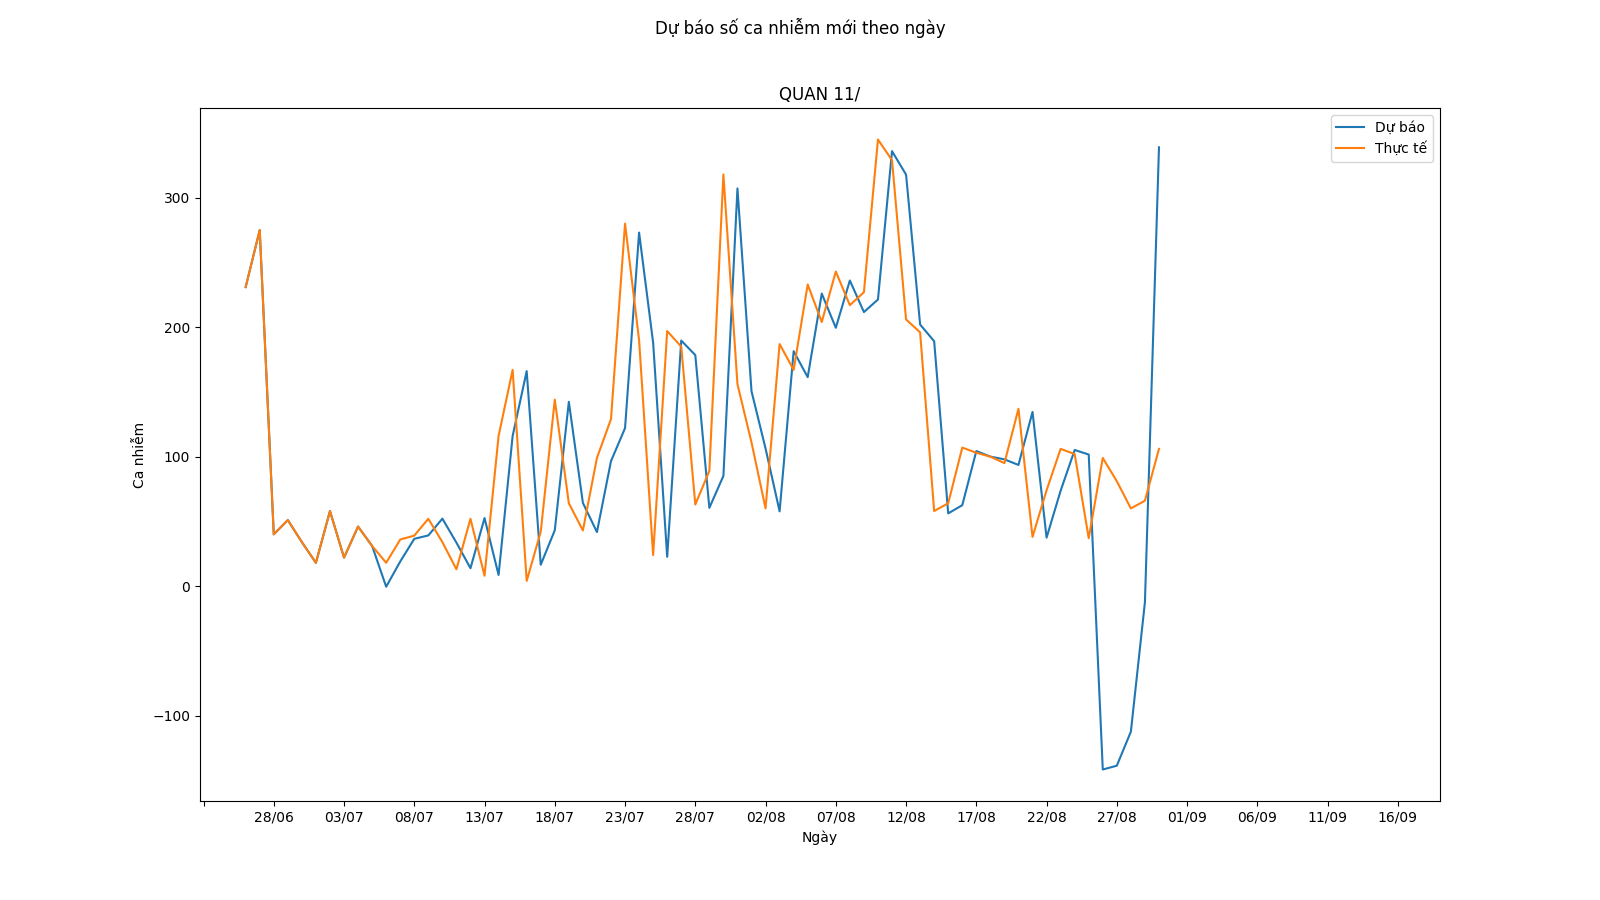 Dự báo số ca nhiễm mới theo ngày
QUAN 11/
Dự báo
Thực tế
300
200
100
0
−100
Ca nhiễm
28/06 03/07 08/07 13/07 18/07 23/07 28/07 02/08 07/08 12/08 17/08 22/08 27/08 01/09 06/09 11/09 16/09
Ngày